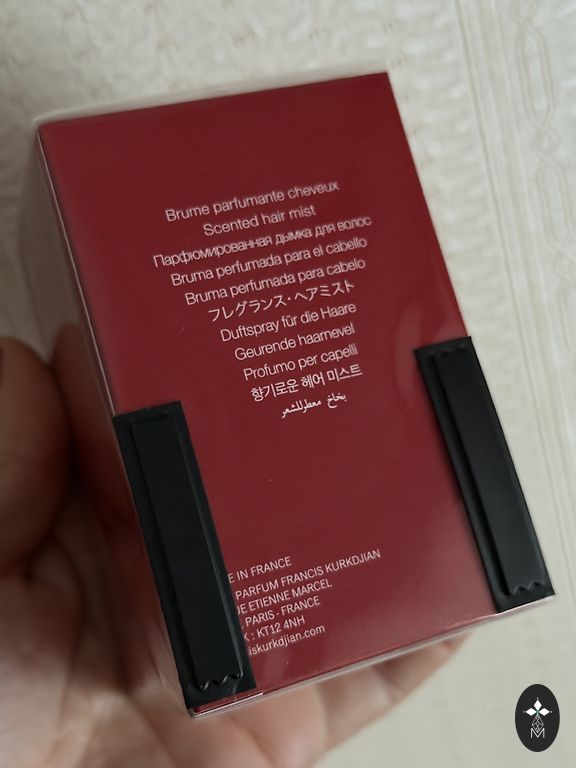 Brume parfumante cheveux
Scented hair mist
Парфюмированная дымка для волос
Bruma perfumada para el cabello
Bruma perfumada para cabelo
フレグランス・ヘアミスト
Duftspray für die Haare
Geurende haarnevel
Profumo per capelli
향기로운 헤어 미스트
بخاخ معطر للشعر
E IN FRANCE
PARFUM FRANCIS KURKDJIAN
E ETIENNE MARCEL
- PARIS - FRANCE
K : KT12 4NH
iskurkdjian.com
M